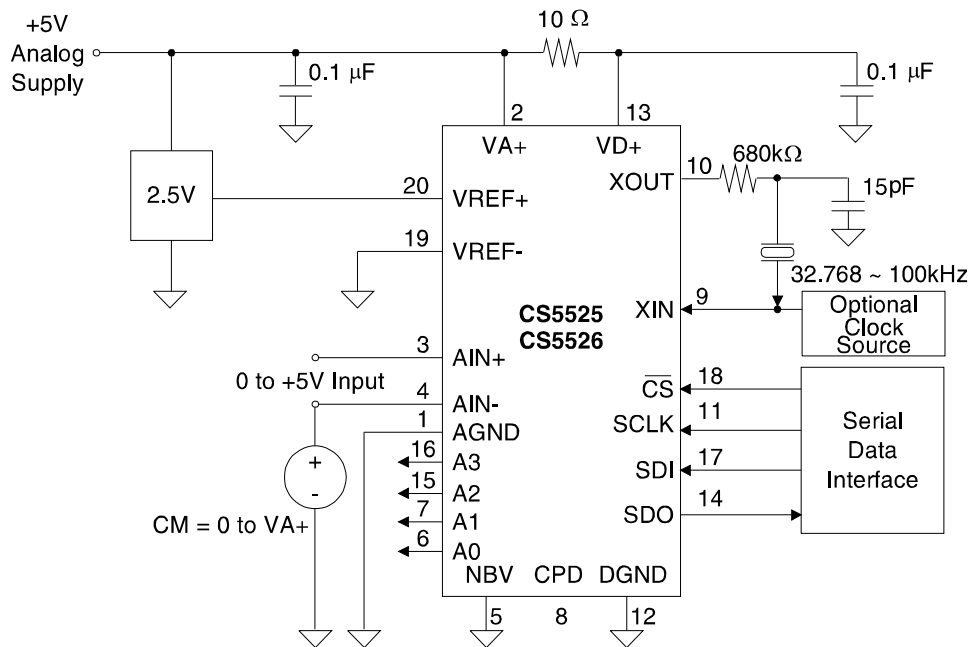 +5V
Analog
Supply
10 Ω
0.1 µF
0.1 µF
2
13
VA+
VD+
2.5V
20
VREF+
19
VREF-
XOUT
10
680kΩ
15pF
32.768 ~ 100kHz
CS5525
CS5526
XIN
9
Optional
Clock
Source
3
AIN+
0 to +5V Input
4
AIN-
1
AGND
16
A3
15
A2
7
A1
6
A0
+
-
CM = 0 to VA+
CS
18
SCLK
11
SDI
17
SDO
14
Serial
Data
Interface
NBV
CPD
DGND
5
8
12